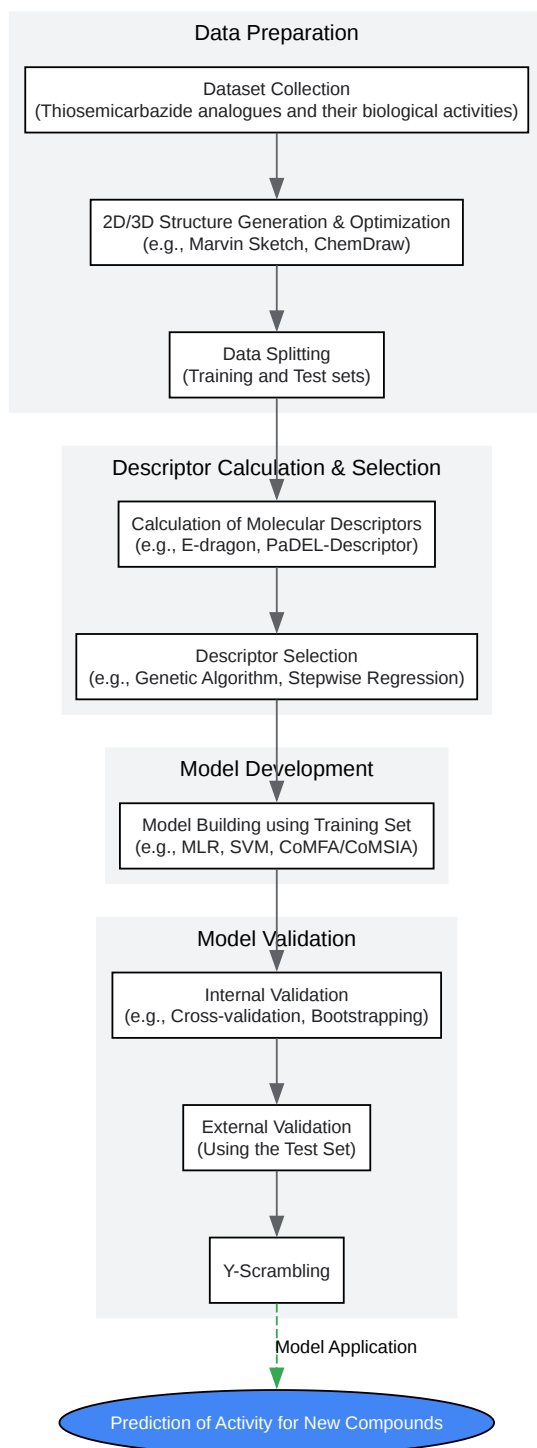 Data Preparation
Dataset Collection
(Thiosemicarbazide analogues and their biological activities)
2D/3D Structure Generation & Optimization
(e.g., Marvin Sketch, ChemDraw)
Data Splitting
(Training and Test sets)
Descriptor Calculation & Selection
Calculation of Molecular Descriptors
(e.g., E-dragon, PaDEL-Descriptor)
Descriptor Selection
(e.g., Genetic Algorithm, Stepwise Regression)
Model Development
Model Building using Training Set
(e.g., MLR, SVM, CoMFA/CoMSIA)
Model Validation
Internal Validation
(e.g., Cross-validation, Bootstrapping)
External Validation
(Using the Test Set)
Y-Scrambling
Model Application
Prediction of Activity for New Compounds